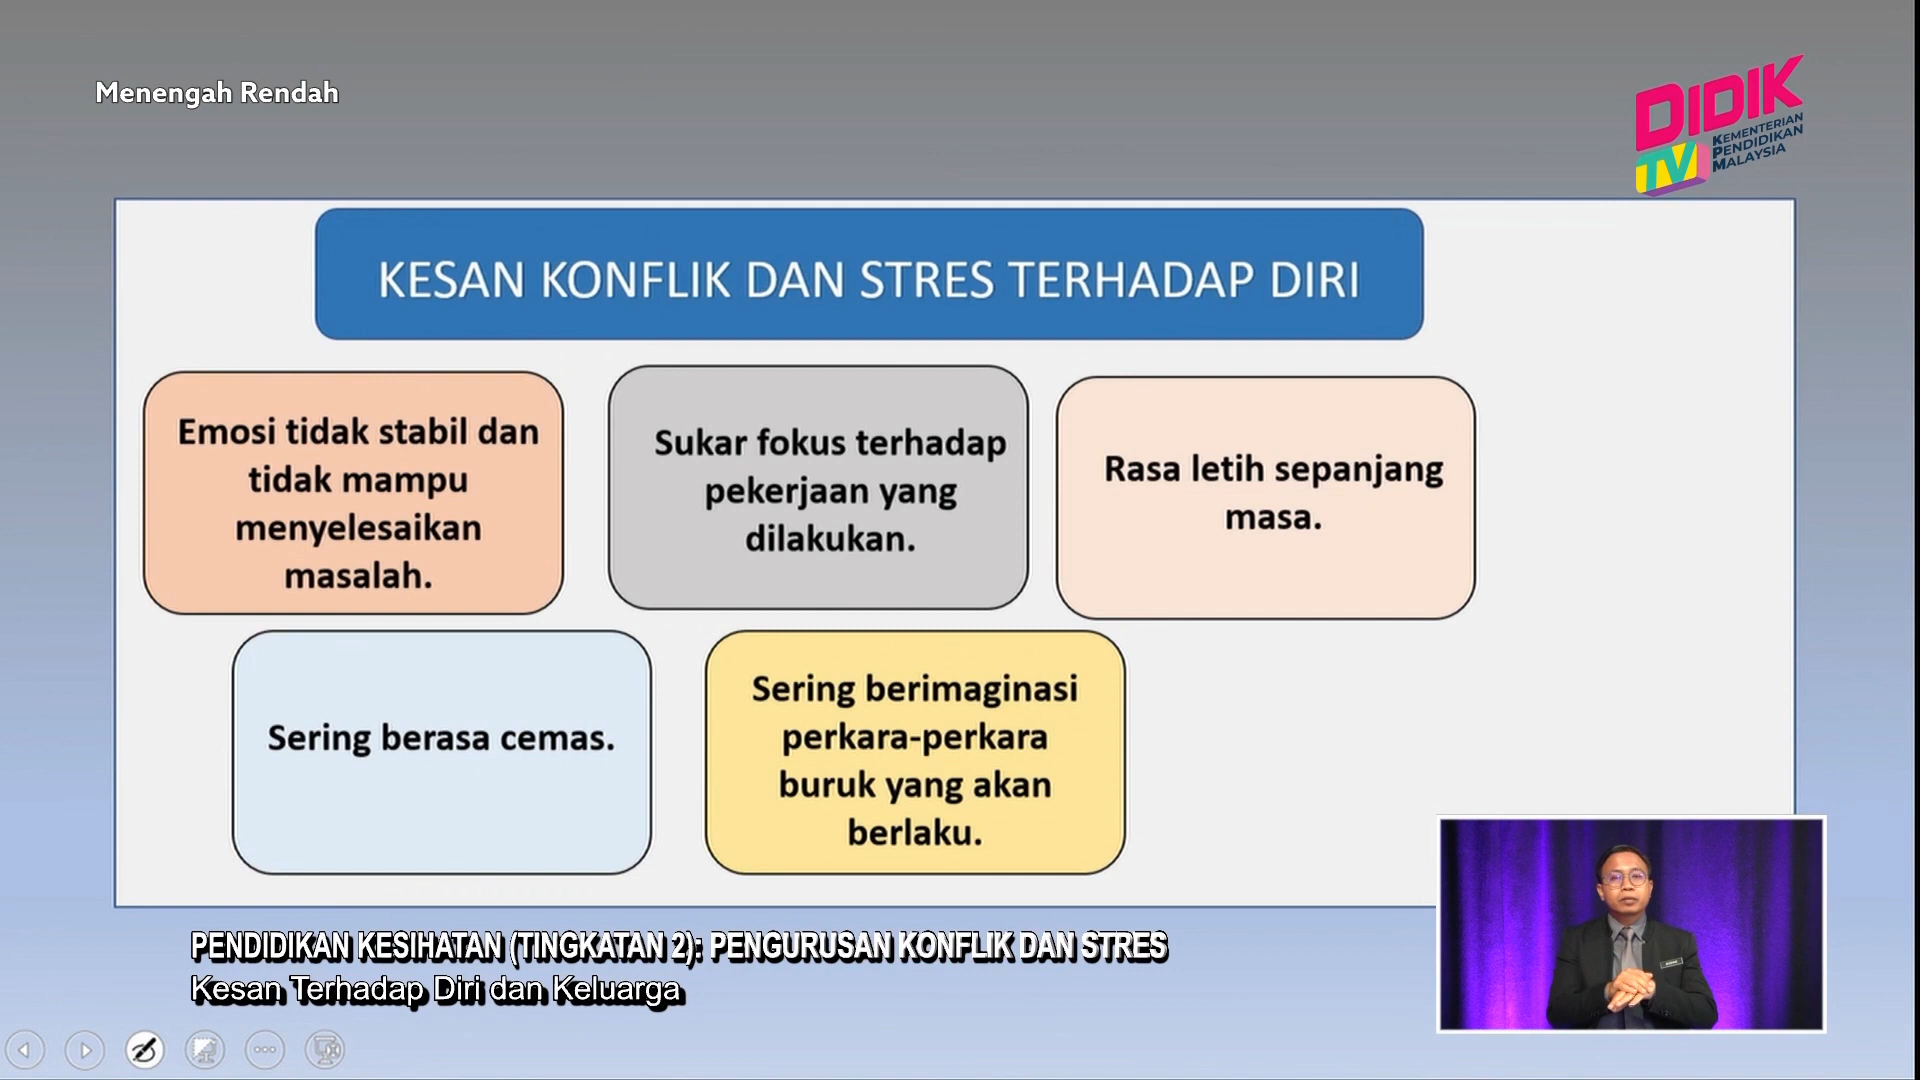 Menengah Rendah
DIDIK
TV
KEMENTERIAN
PENDIDIKAN
MALAYSIA
KESAN KONFLIK DAN STRES TERHADAP DIRI
Emosi tidak stabil dan
tidak mampu
menyelesaikan
masalah.
Sukar fokus terhadap
pekerjaan yang
dilakukan.
Rasa letih sepanjang
masa.
Sering berasa cemas.
Sering berimaginasi
perkara-perkara
buruk yang akan
berlaku.
PENDIDIKAN KESIHATAN (TINGKATAN 2): PENGURUSAN KONFLIK DAN STRES
Kesan Terhadap Diri dan Keluarga